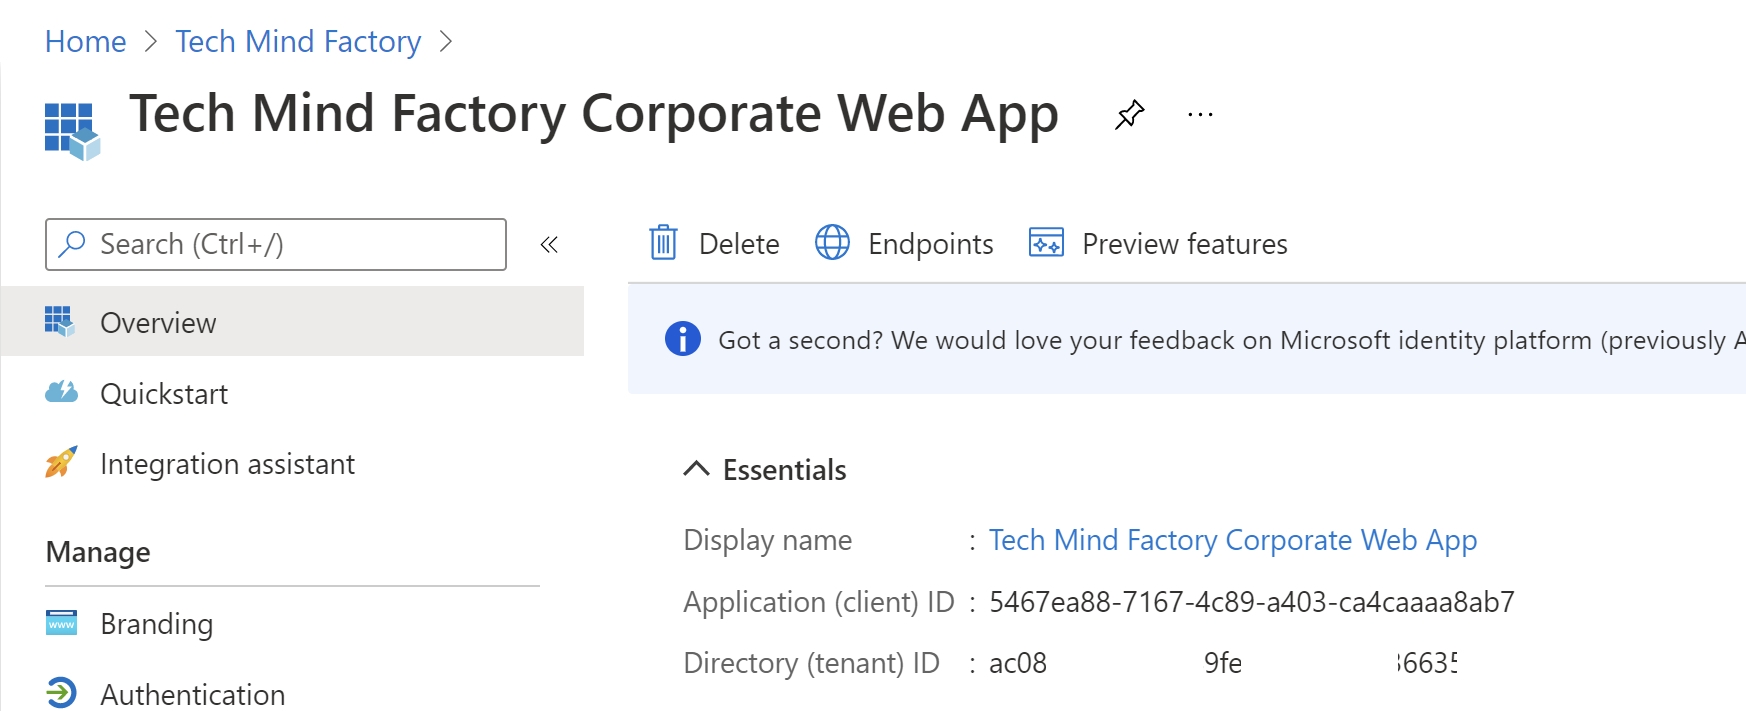 Home > Tech Mind Factory >
Tech Mind Factory Corporate Web App ...
Search (Ctrl+/) «
Overview
Quickstart
Integration assistant
Manage
Branding
Authentication
Delete Endpoints Preview features
Got a second? We would love your feedback on Microsoft identity platform (previously A
Essentials
Display name : Tech Mind Factory Corporate Web App
Application (client) ID : 5467ea88-7167-4c89-a403-ca4caaaa8ab7
Directory (tenant) ID : ac08 9fe 6635